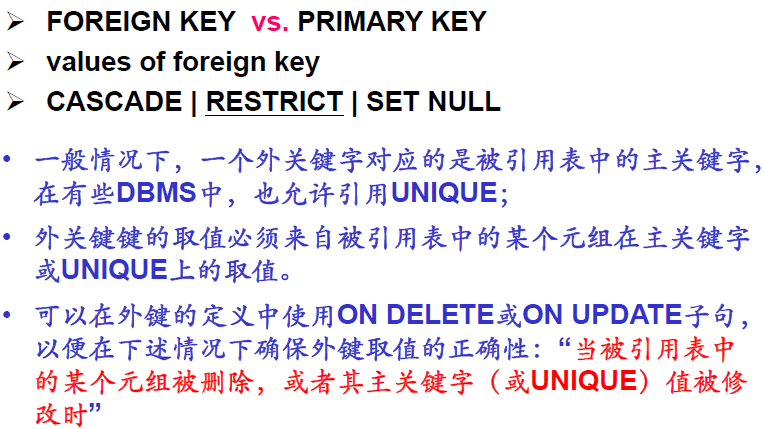 ➢ FOREIGN KEY vs. PRIMARY KEY
➢ values of foreign key
➢ CASCADE | RESTRICT | SET NULL
• 一般情况下，一个外关键字对应的是被引用表中的主关键字，
在有些DBMS中，也允许引用UNIQUE；
• 外关键键的取值必须来自被引用表中的某个元组在主关键字
或UNIQUE上的取值。
• 可以在外键的定义中使用ON DELETE或ON UPDATE子句，
以便在下述情况下确保外键取值的正确性：“当被引用表中
的某个元组被删除，或者其主关键字（或UNIQUE）值被修
改时”